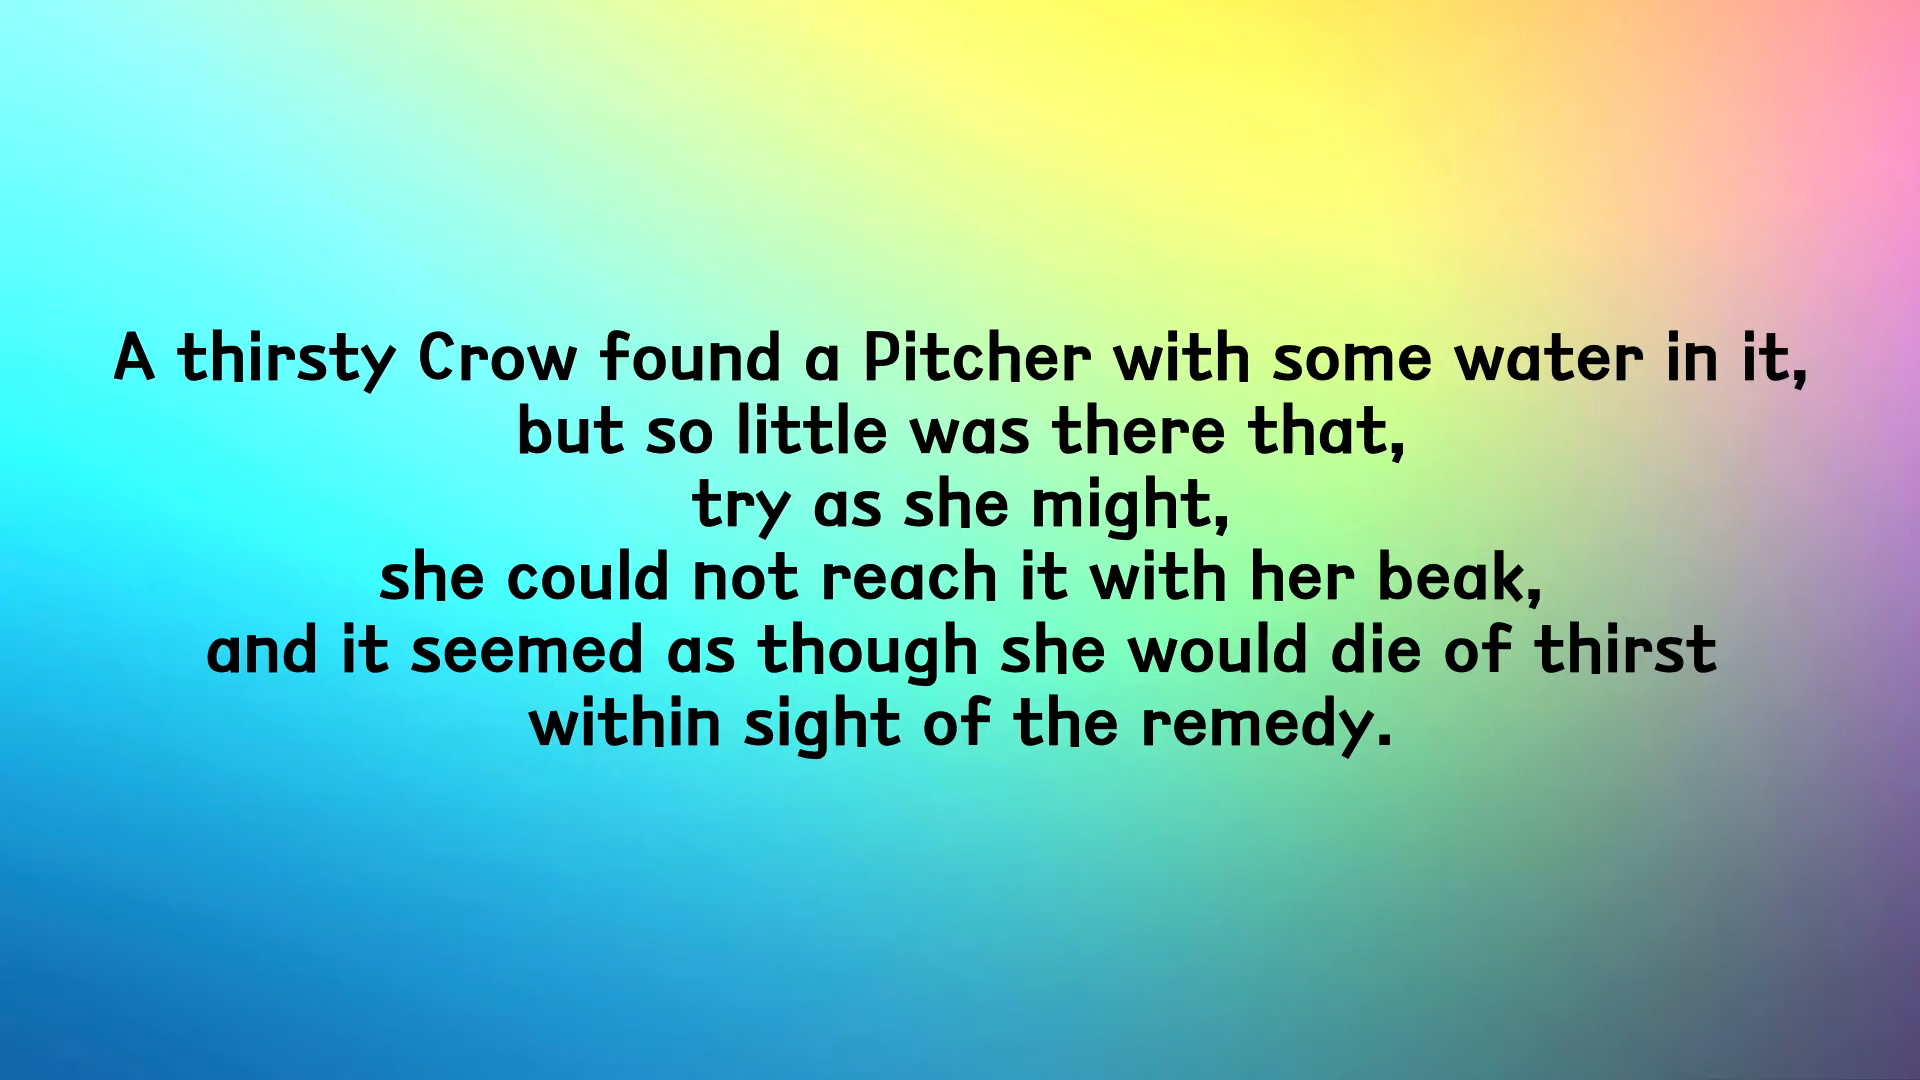 A thirsty Crow found a Pitcher with some water in it,
but so little was there that,
try as she might,
she could not reach it with her beak,
and it seemed as though she would die of thirst
within sight of the remedy.